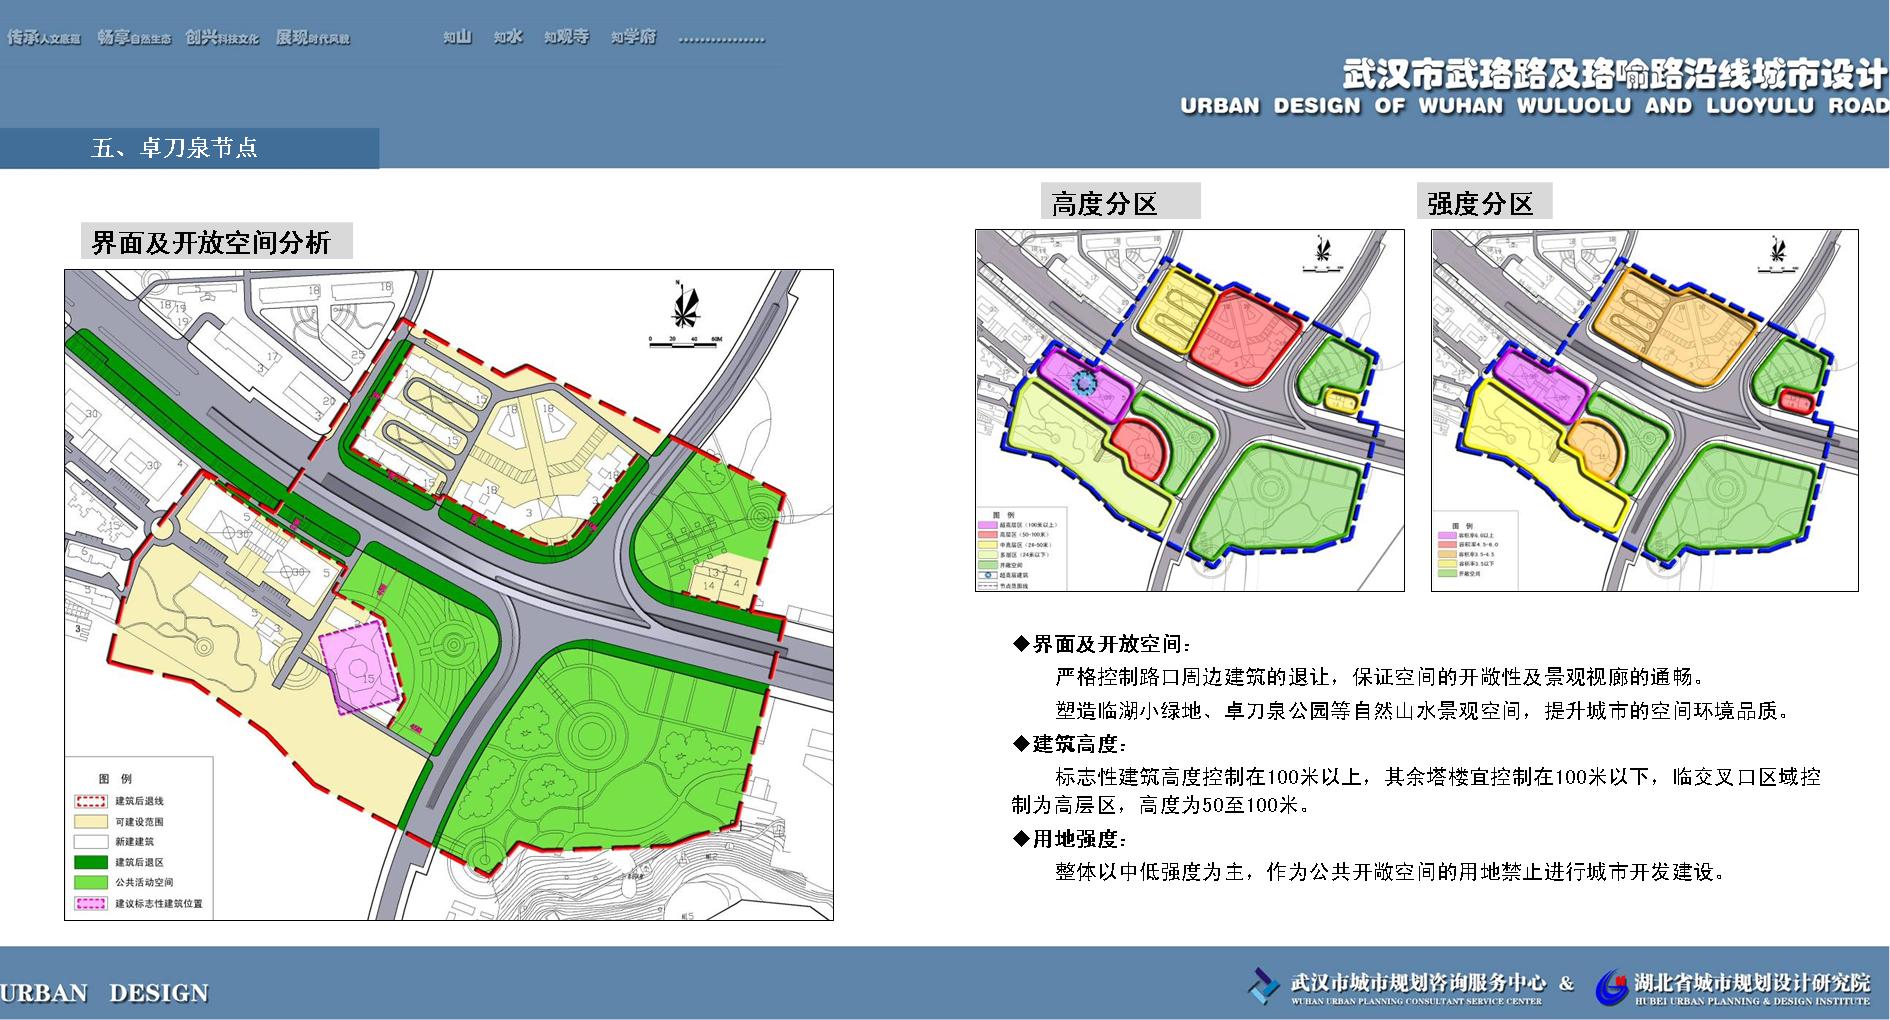 传承人文底蕴 畅享自然生态 创兴科技文化 展现时代风貌 知山 知水 知观寺 知学府 ................
武汉市武珞路及珞喻路沿线城市设计
URBAN DESIGN OF WUHAN WULUOLU AND LUOYULU ROAD
五、卓刀泉节点
界面及开放空间分析
N
0 20 40 60M
图 例
建筑后退线
可建设范围
新建建筑
建筑后退区
公共活动空间
建议标志性建筑位置
高度分区
图 例
超高层区（100米以上）
高层区（50-100米）
中高层区（24-50米）
多层区（24米以下）
开敞空间
超高层建筑
节点范围线
强度分区
图 例
容积率6.0以上
容积率4.5-6.0
容积率3.5-4.5
容积率3.5以下
开敞空间
◆界面及开放空间：
严格控制路口周边建筑的退让，保证空间的开敞性及景观视廊的通畅。
塑造临湖小绿地、卓刀泉公园等自然山水景观空间，提升城市的空间环境品质。
◆建筑高度：
标志性建筑高度控制在100米以上，其余塔楼宜控制在100米以下，临交叉口区域控
制为高层区，高度为50至100米。
◆用地强度：
整体以中低强度为主，作为公共开敞空间的用地禁止进行城市开发建设。
URBAN DESIGN
武汉市城市规划咨询服务中心 & 湖北省城市规划设计研究院
WUHAN URBAN PLANNING CONSULTANT SERVICE CENTER HUBEI URBAN PLANNING & DESIGN INSTITUTE